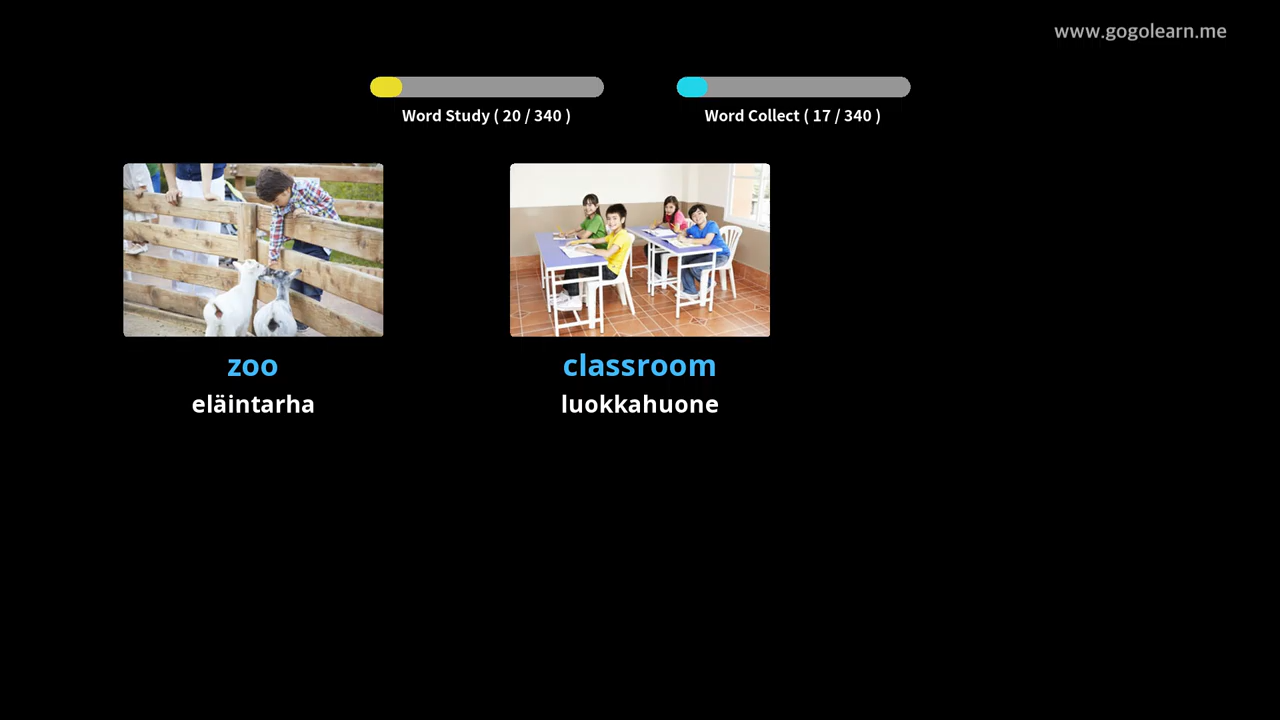 www.gogolearn.me
Word Study ( 20 / 340 )
Word Collect ( 17 / 340 )
zoo
eläintarha
classroom
luokkahuone